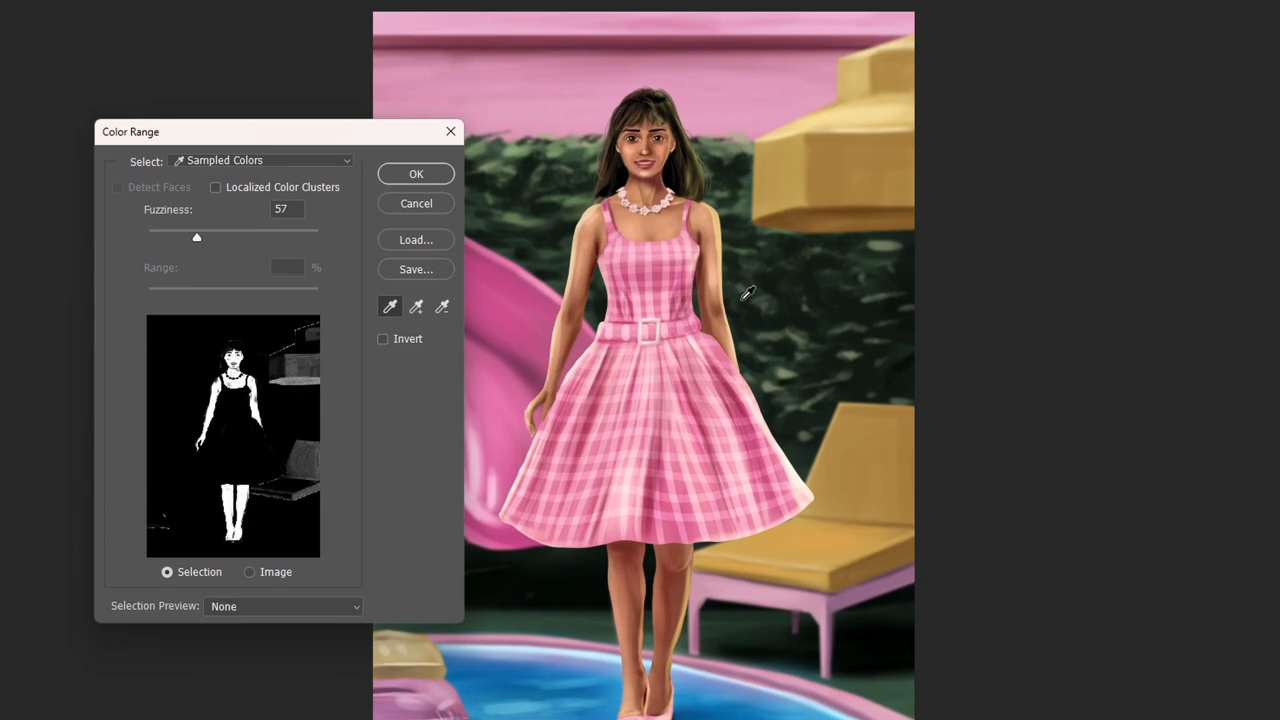 Color Range
Select: Sampled Colors
OK
Detect Faces Localized Color Clusters
Cancel
Fuzziness: 57
Load...
Range: %
Save...
Invert
Selection Image
Selection Preview: None